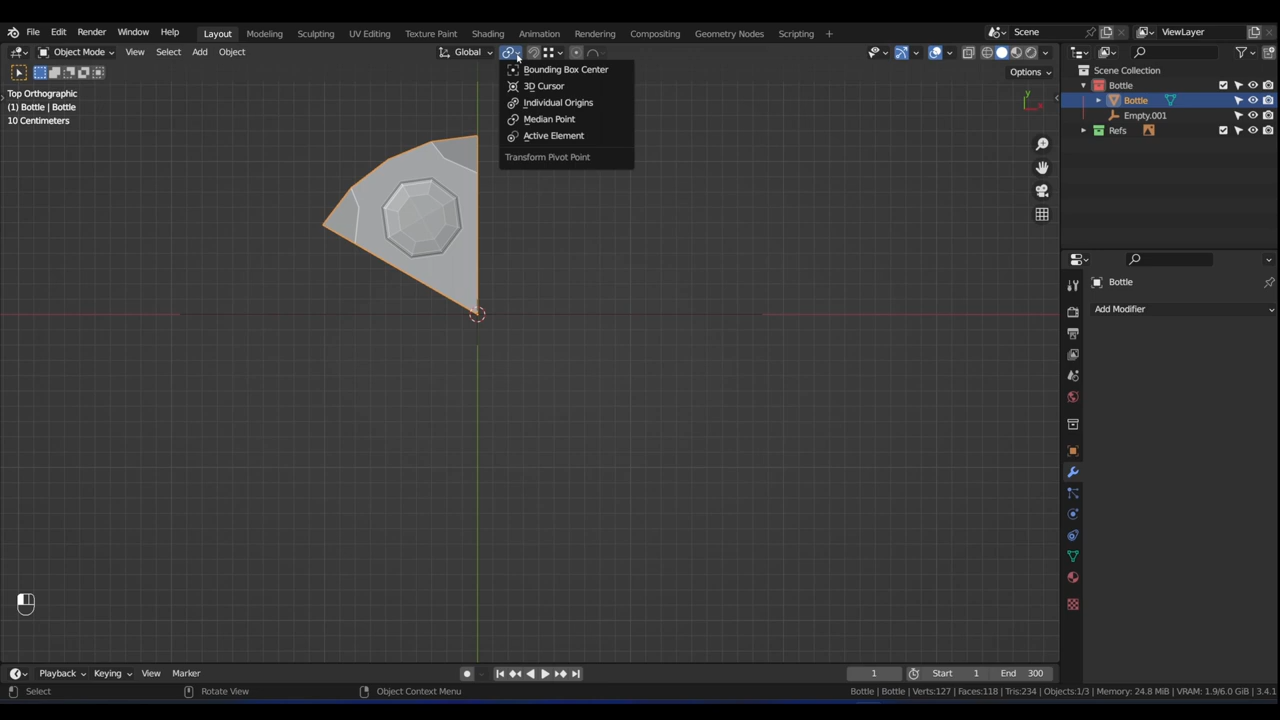 File Edit Render Window Help Layout Modeling Sculpting UV Editing Texture Paint Shading Animation Rendering Compositing Geometry Nodes Scripting + Scene ViewLayer
Object Mode View Select Add Object Global
Options
Top Orthographic
(1) Bottle | Bottle
10 Centimeters
Bounding Box Center
3D Cursor
Individual Origins
Median Point
Active Element
Transform Pivot Point
Y
X
Scene Collection
Bottle
Bottle
Empty.001
Refs
Bottle
Add Modifier
Playback Keying View Marker 1 Start 1 End 300
Select Rotate View Object Context Menu Bottle | Bottle | Verts:127 | Faces:118 | Tris:234 | Objects:1/3 | Memory: 24.8 MiB | VRAM: 1.9/6.0 GiB | 3.4.1